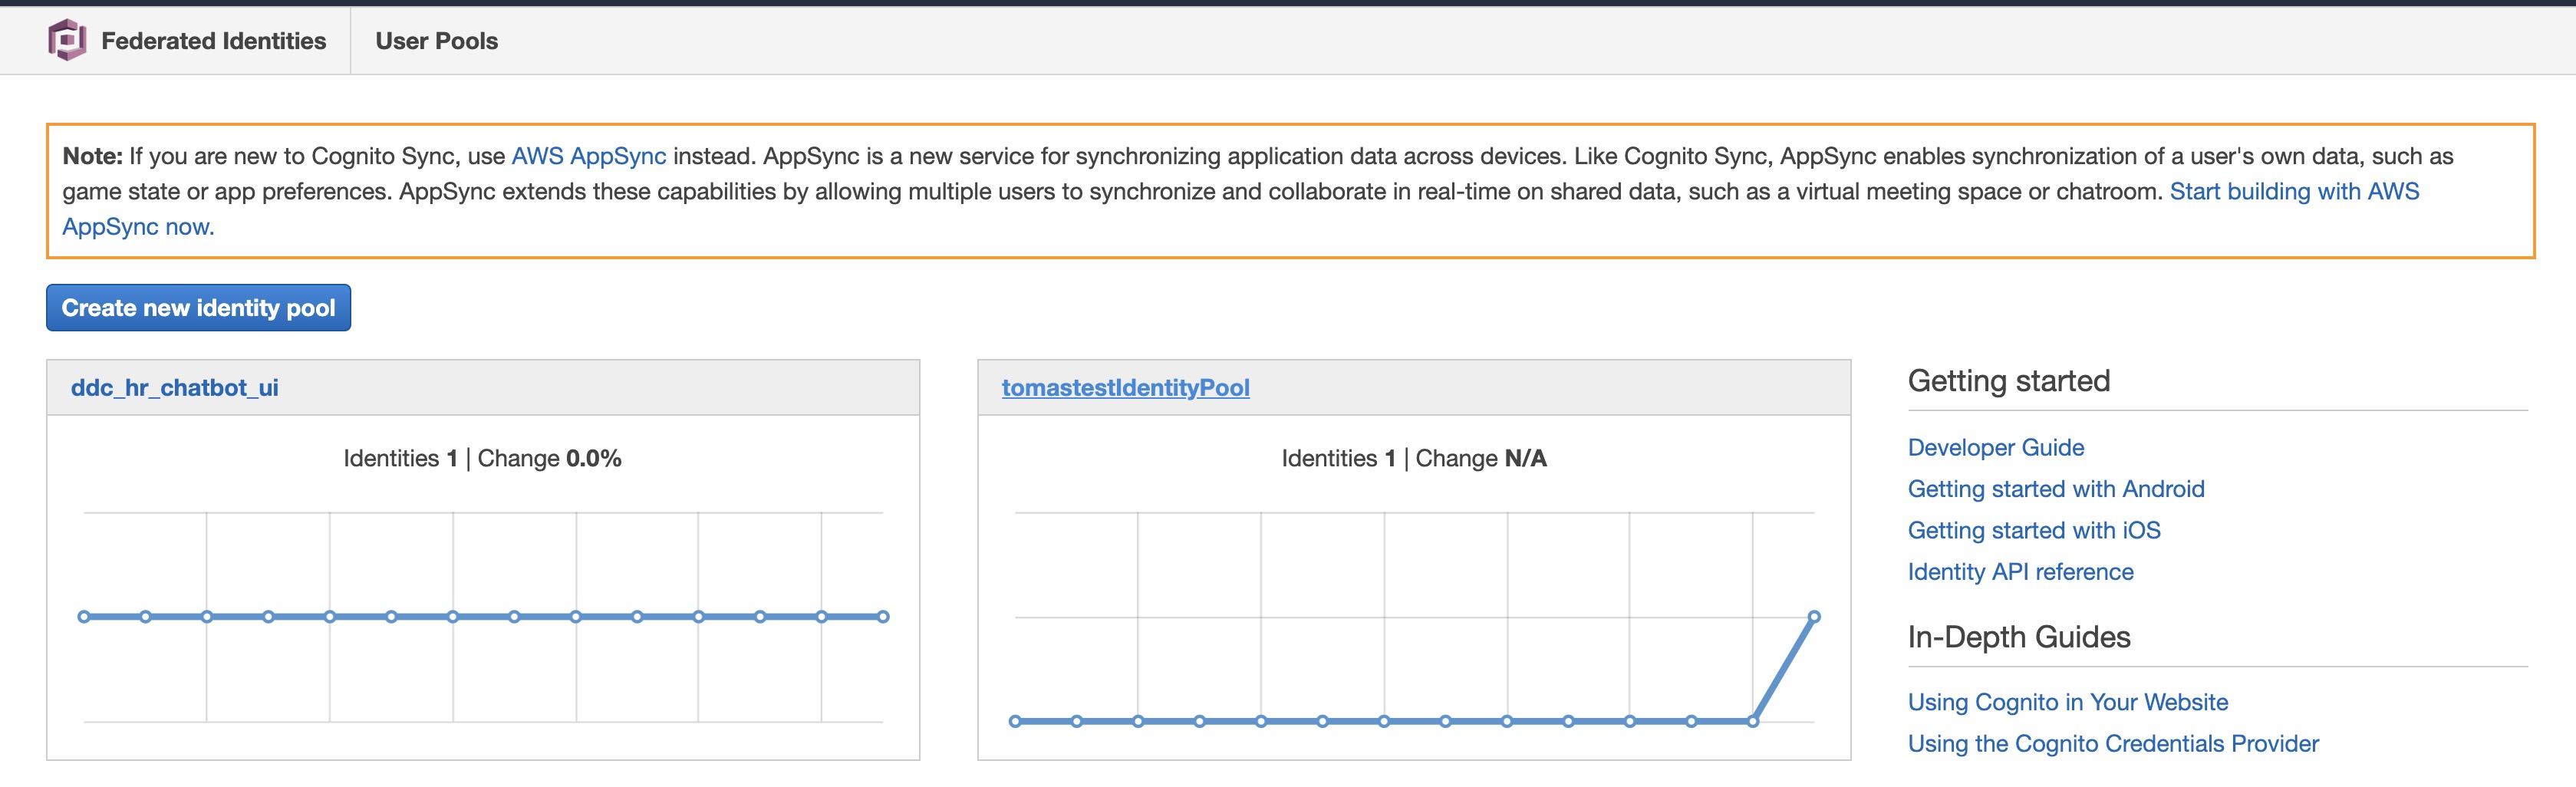 Federated Identities
User Pools
Note: If you are new to Cognito Sync, use AWS AppSync instead. AppSync is a new service for synchronizing application data across devices. Like Cognito Sync, AppSync enables synchronization of a user's own data, such as
game state or app preferences. AppSync extends these capabilities by allowing multiple users to synchronize and collaborate in real-time on shared data, such as a virtual meeting space or chatroom. Start building with AWS
AppSync now.
Create new identity pool
ddc_hr_chatbot_ui
Identities 1 | Change 0.0%
tomastestIdentityPool
Identities 1 | Change N/A
Getting started
Developer Guide
Getting started with Android
Getting started with iOS
Identity API reference
In-Depth Guides
Using Cognito in Your Website
Using the Cognito Credentials Provider